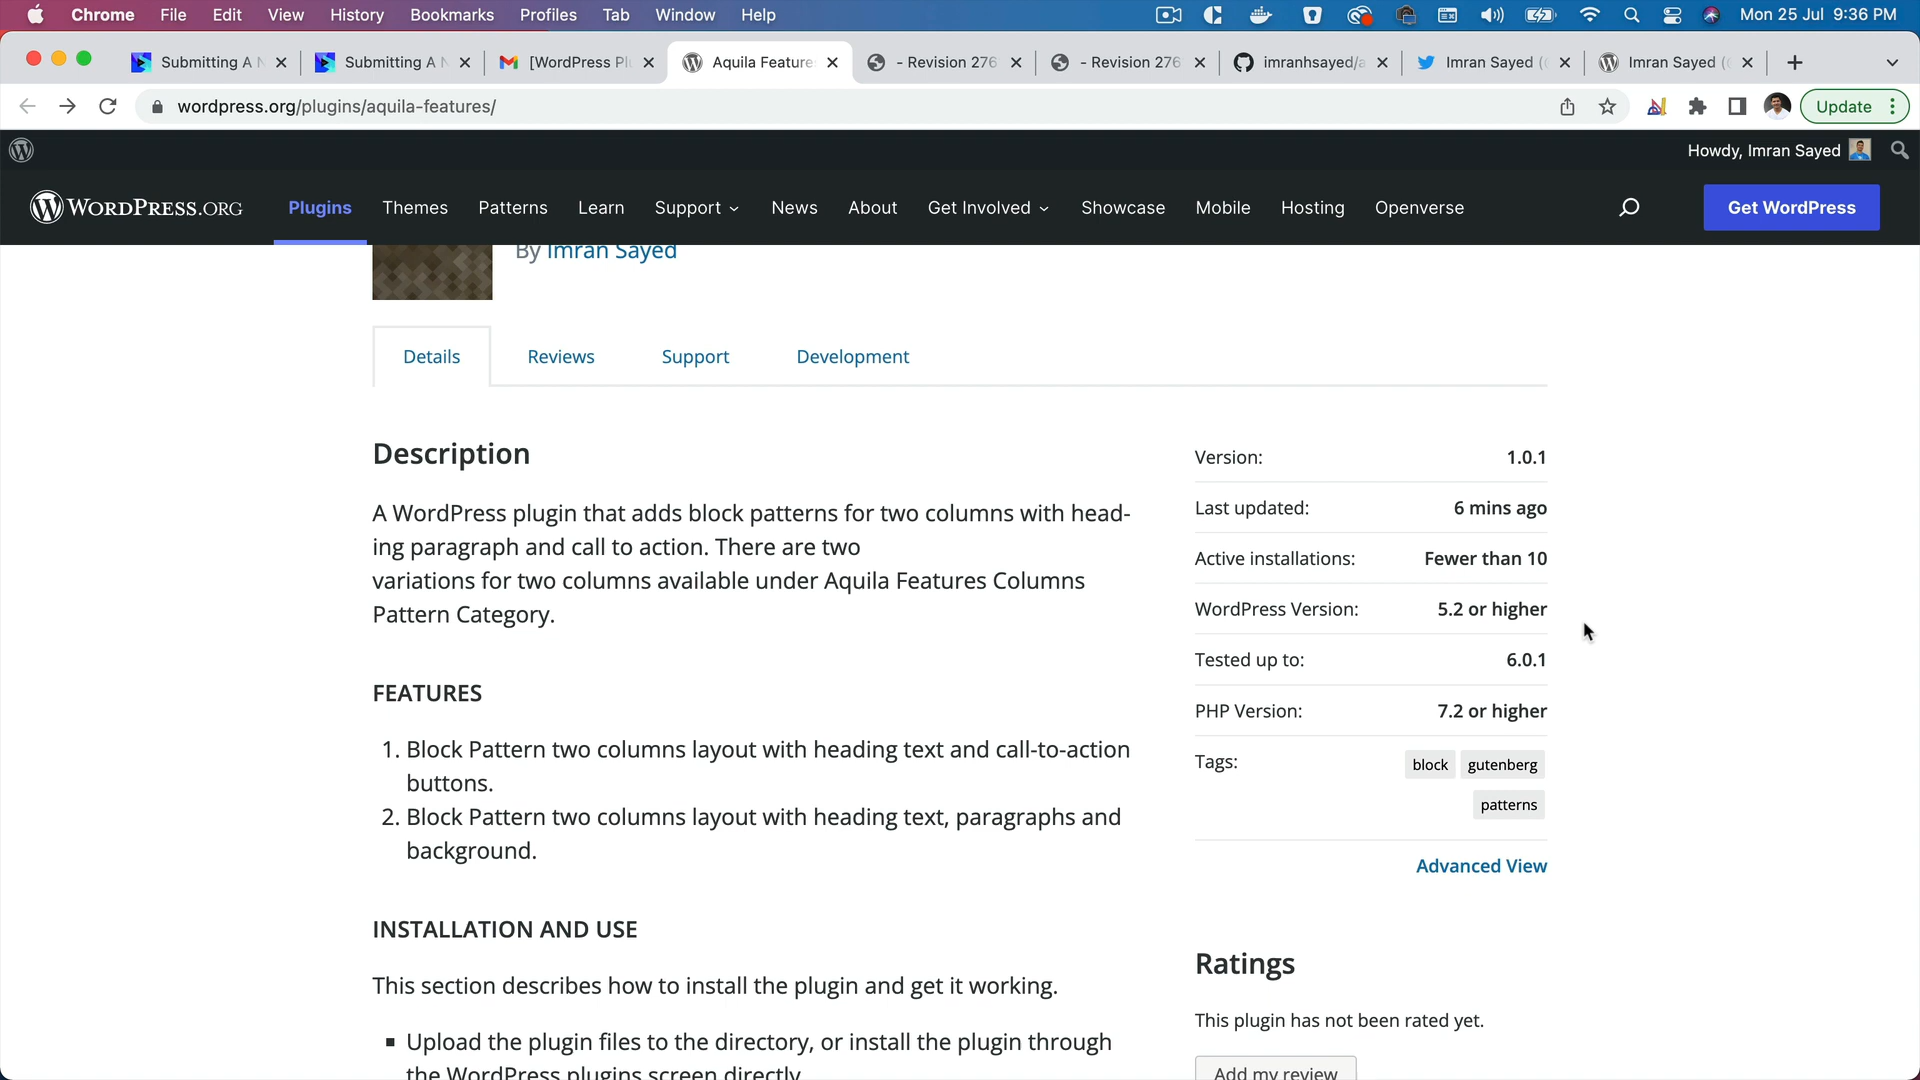 Chrome File Edit View History Bookmarks Profiles Tab Window Help Mon 25 Jul 9:36 PM
Submitting A N Submitting A N [WordPress Pl Aquila Feature - Revision 276 - Revision 276 imranhsayed/a Imran Sayed ( Imran Sayed (
wordpress.org/plugins/aquila-features/ Update
Howdy, Imran Sayed
WORDPRESS.ORG Plugins Themes Patterns Learn Support News About Get Involved Showcase Mobile Hosting Openverse Get WordPress
By Imran Sayed
Details Reviews Support Development
Description
A WordPress plugin that adds block patterns for two columns with head-
ing paragraph and call to action. There are two
variations for two columns available under Aquila Features Columns
Pattern Category.
FEATURES
1. Block Pattern two columns layout with heading text and call-to-action
buttons.
2. Block Pattern two columns layout with heading text, paragraphs and
background.
INSTALLATION AND USE
This section describes how to install the plugin and get it working.
▪ Upload the plugin files to the directory, or install the plugin through
the WordPress plugins screen directly
Version: 1.0.1
Last updated: 6 mins ago
Active installations: Fewer than 10
WordPress Version: 5.2 or higher
Tested up to: 6.0.1
PHP Version: 7.2 or higher
Tags: block gutenberg
patterns
Advanced View
Ratings
This plugin has not been rated yet.
Add my review